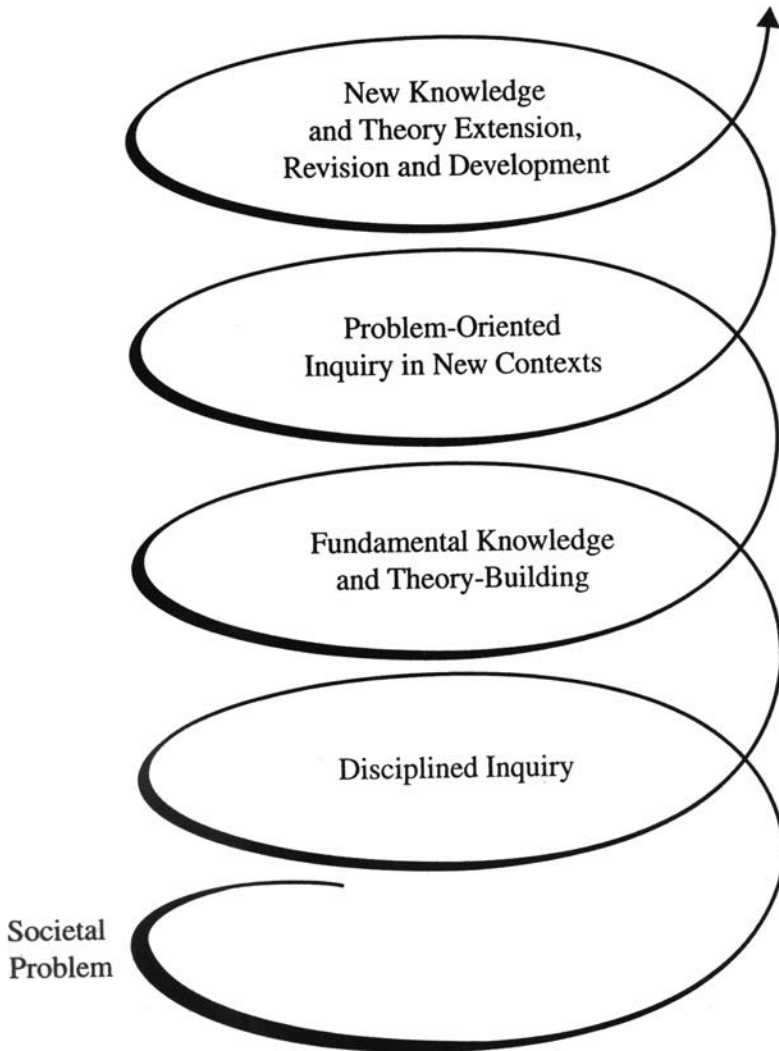 New Knowledge
and Theory Extension,
Revision and Development
Problem-Oriented
Inquiry in New Contexts
Fundamental Knowledge
and Theory-Building
Disciplined Inquiry
Societal
Problem